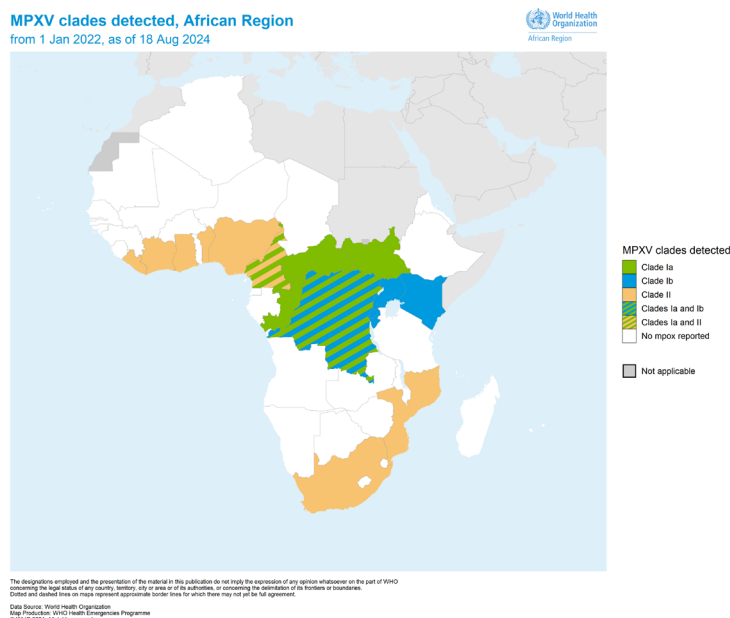 MPXV clades detected, African Region
from 1 Jan 2022, as of 18 Aug 2024
World Health
Organization
African Region
MPXV clades detected
Clade Ia
Clade Ib
Clade II
Clades Ia and Ib
Clades Ia and II
No mpox reported
Not applicable
The designations employed and the presentation of the material in this publication do not imply the expression of any opinion whatsoever on the part of WHO
concerning the legal status of any country, territory, city or area or of its authorities, or concerning the delimitation of its frontiers or boundaries.
Dotted and dashed lines on maps represent approximate border lines for which there may not yet be full agreement.
Data Source: World Health Organization
Map Production: WHO Health Emergencies Programme